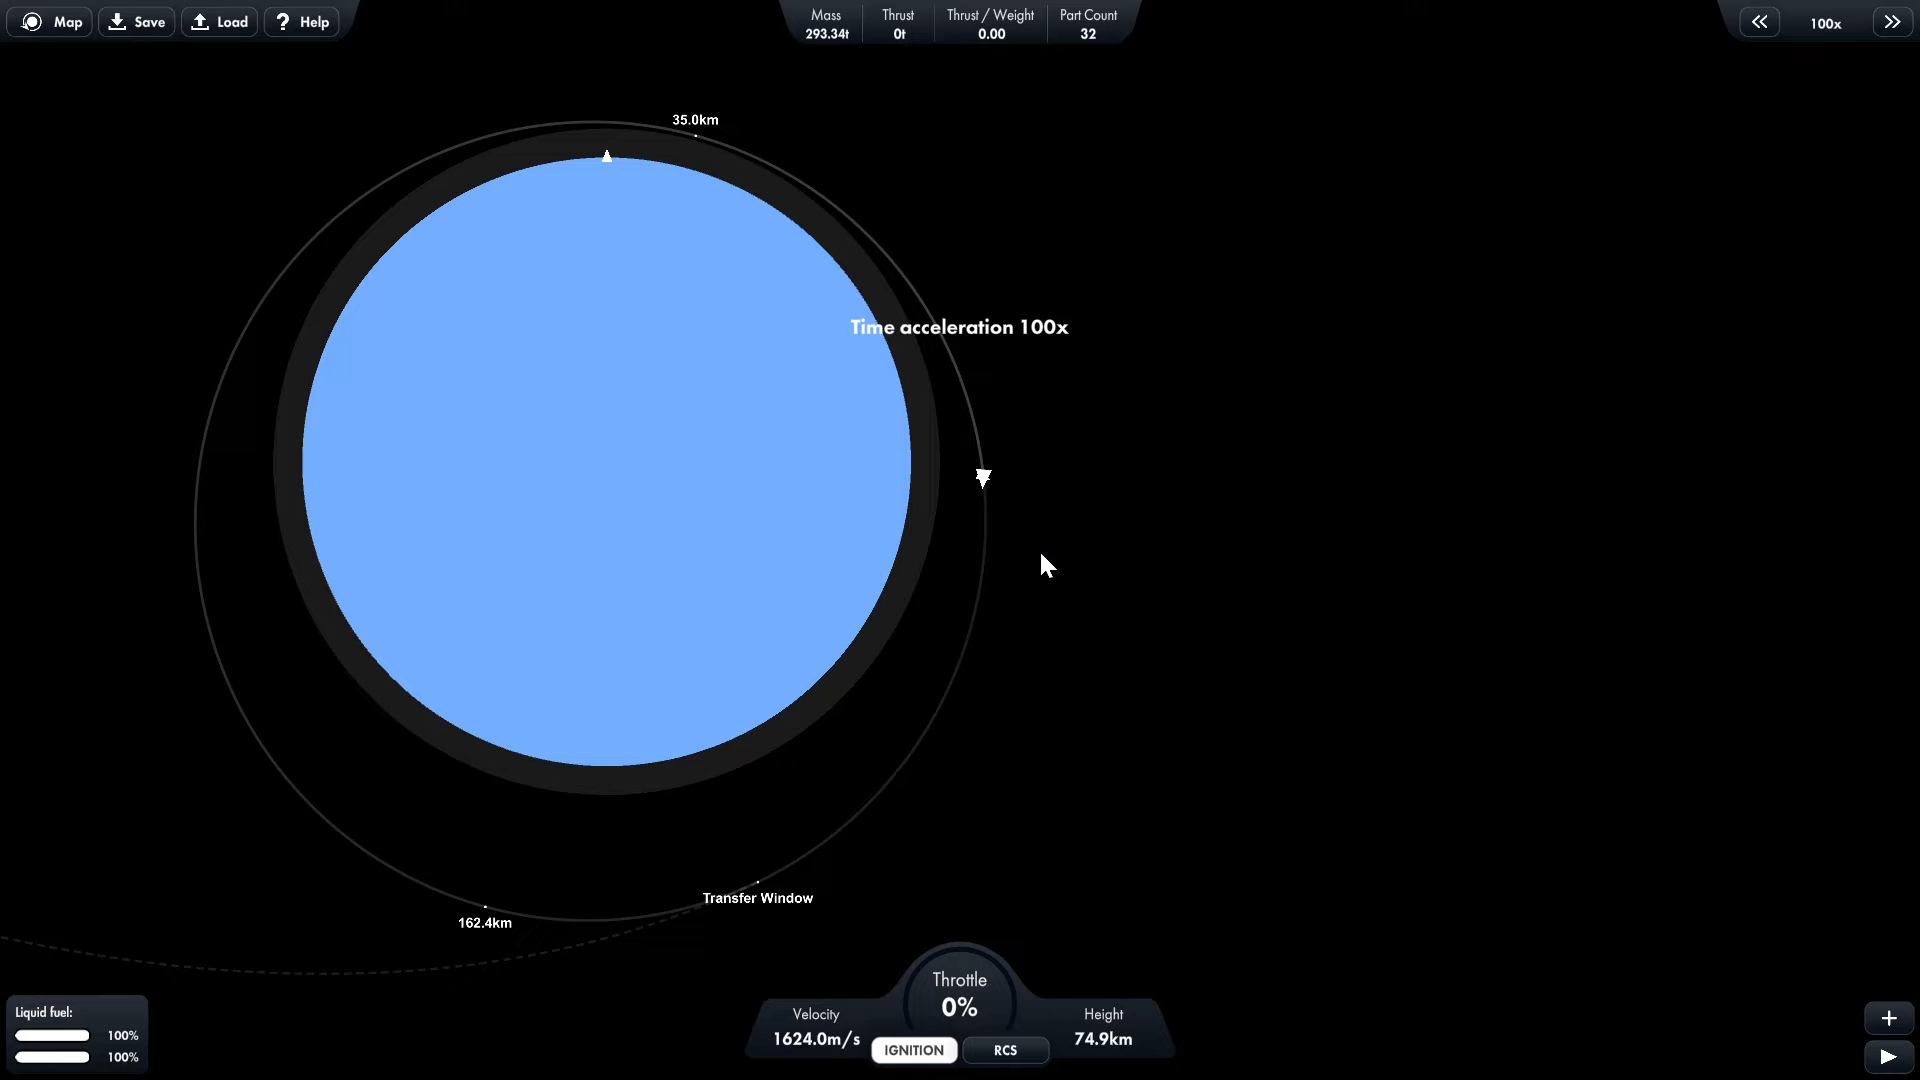 Map
Save
Load
? Help
Mass
293.34t
Thrust
0t
Thrust / Weight
0.00
Part Count
32
100x
35.0km
Time acceleration 100x
Transfer Window
162.4km
Liquid fuel:
100%
100%
Throttle
0%
Velocity
1624.0m/s
IGNITION
RCS
Height
74.9km